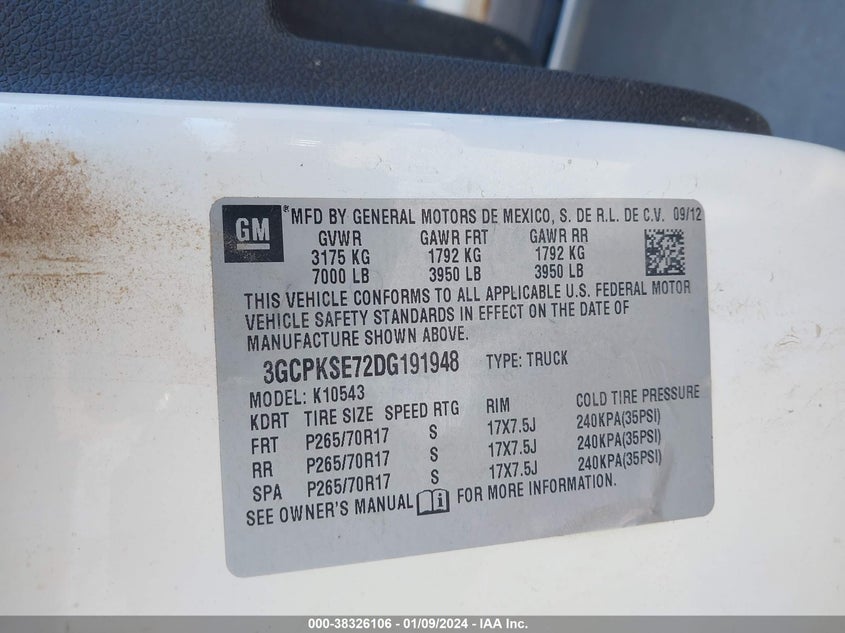 GM
*MFD BY GENERAL MOTORS DE MEXICO, S. DE R.L. DE C.V. 09/12
GVWR GAWR FRT GAWR RR
3175 KG 1792 KG 1792 KG
7000 LB 3950 LB 3950 LB
THIS VEHICLE CONFORMS TO ALL APPLICABLE U.S. FEDERAL MOTOR
VEHICLE SAFETY STANDARDS IN EFFECT ON THE DATE OF
MANUFACTURE SHOWN ABOVE.
3GCPKSE72DG191948 TYPE: TRUCK
MODEL: K10543
KDRT TIRE SIZE SPEED RTG RIM COLD TIRE PRESSURE
FRT P265/70R17 S 17X7.5J 240KPA(35PSI)
RR P265/70R17 S 17X7.5J 240KPA(35PSI)
SPA P265/70R17 S 17X7.5J 240KPA(35PSI)
SEE OWNER'S MANUAL i FOR MORE INFORMATION.
000-38326106 - 01/09/2024 - IAA Inc.